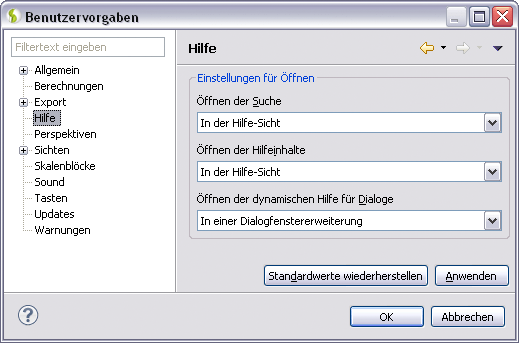 Benutzervorgaben
Filtertext eingeben
Allgemein
Berechnungen
Export
Hilfe
Perspektiven
Sichten
Skalenblöcke
Sound
Tasten
Updates
Warnungen
Hilfe
Einstellungen für Öffnen
Öffnen der Suche
In der Hilfe-Sicht
Öffnen der Hilfeinhalte
In der Hilfe-Sicht
Öffnen der dynamischen Hilfe für Dialoge
In einer Dialogfenstererweiterung
Standardwerte wiederherstellen
Anwenden
?
OK
Abbrechen